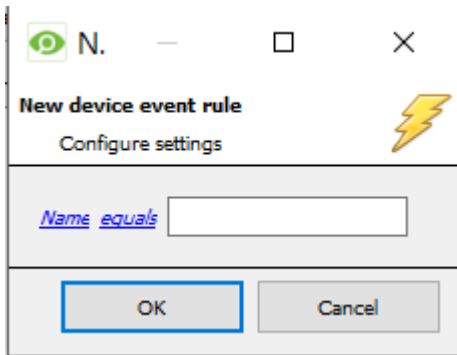 N.
New device event rule
Configure settings
Name equals
OK Cancel